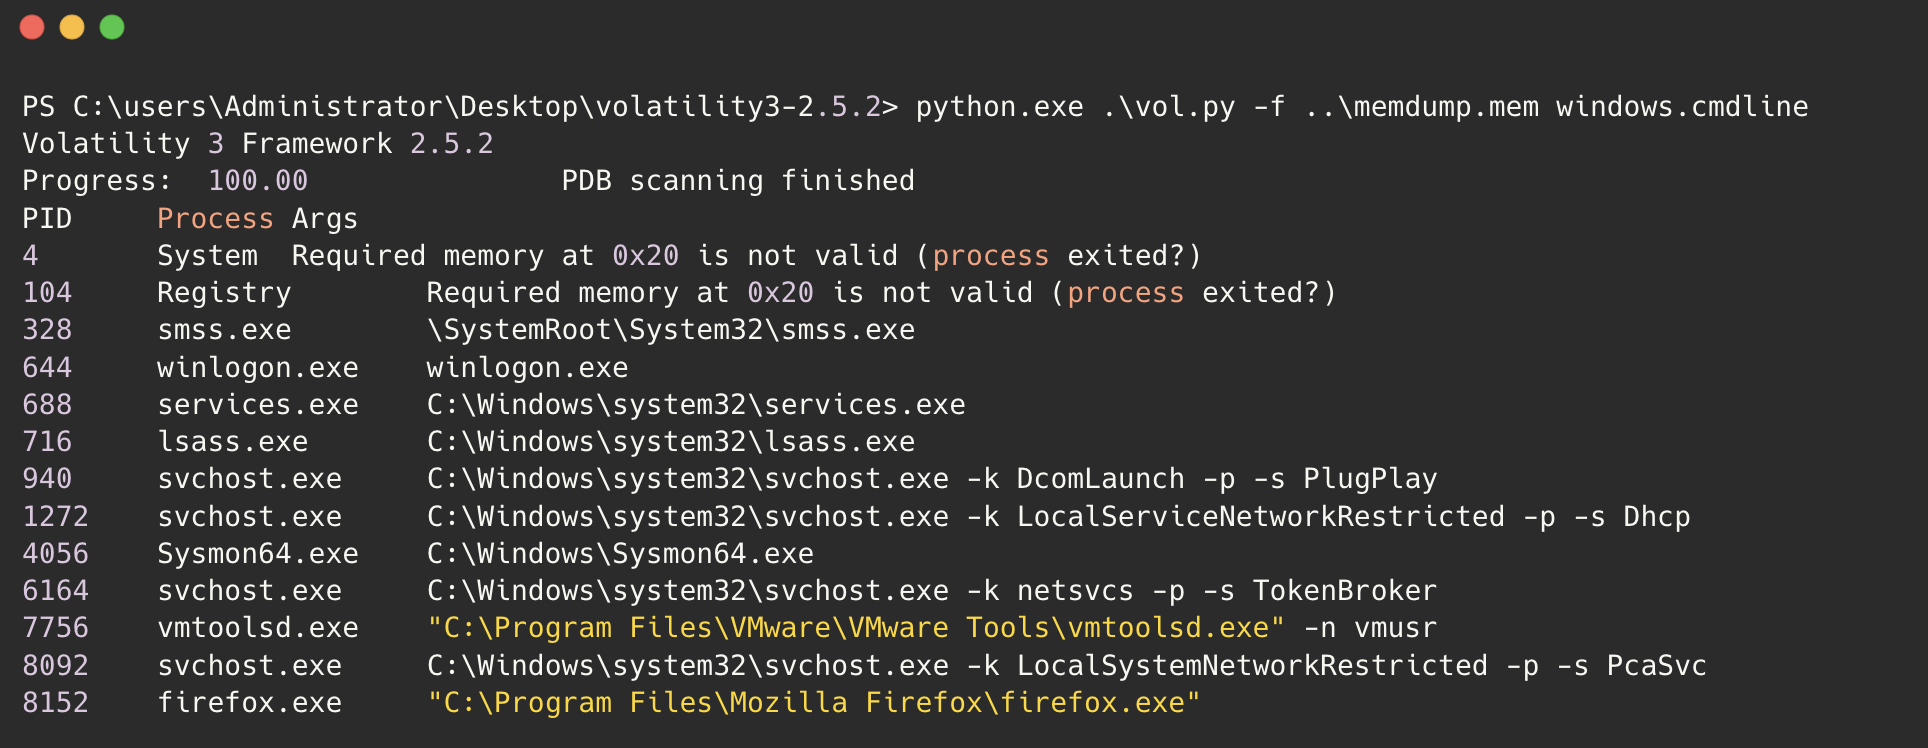 PS C:\users\Administrator\Desktop\volatility3-2.5.2> python.exe .\vol.py -f ..\memdump.mem windows.cmdline
Volatility 3 Framework 2.5.2
Progress:  100.00               PDB scanning finished
PID     Process Args
4       System  Required memory at 0x20 is not valid (process exited?)
104     Registry        Required memory at 0x20 is not valid (process exited?)
328     smss.exe        \SystemRoot\System32\smss.exe
644     winlogon.exe    winlogon.exe
688     services.exe    C:\Windows\system32\services.exe
716     lsass.exe       C:\Windows\system32\lsass.exe
940     svchost.exe     C:\Windows\system32\svchost.exe -k DcomLaunch -p -s PlugPlay
1272    svchost.exe     C:\Windows\system32\svchost.exe -k LocalServiceNetworkRestricted -p -s Dhcp
4056    Sysmon64.exe    C:\Windows\Sysmon64.exe
6164    svchost.exe     C:\Windows\system32\svchost.exe -k netsvcs -p -s TokenBroker
7756    vmtoolsd.exe    "C:\Program Files\VMware\VMware Tools\vmtoolsd.exe" -n vmusr
8092    svchost.exe     C:\Windows\system32\svchost.exe -k LocalSystemNetworkRestricted -p -s PcaSvc
8152    firefox.exe     "C:\Program Files\Mozilla Firefox\firefox.exe"